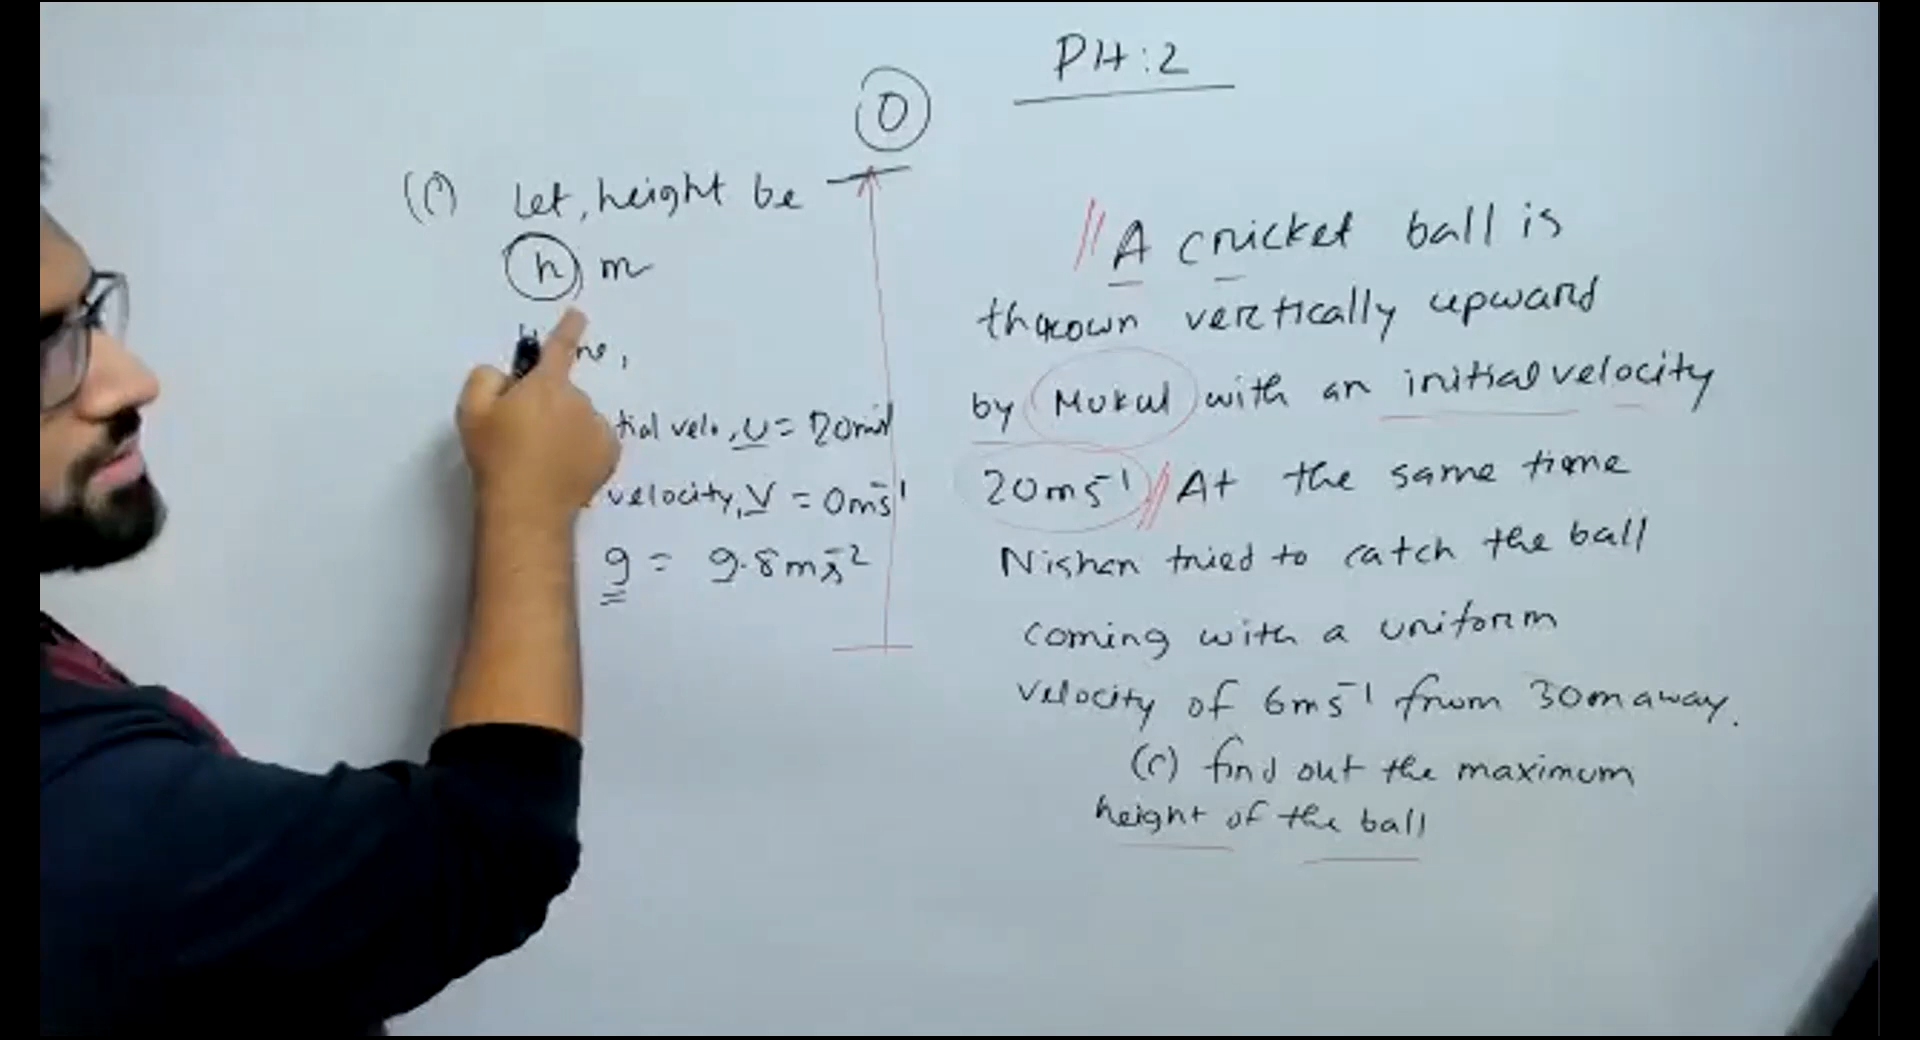 PH:2
0
(c) Let, height be
h m
tial velo, u = 20ms⁻¹
velocity, v = 0ms⁻¹
g = 9.8ms⁻²
// A cricket ball is
thrown vertically upward
by Mukul with an initial velocity
20ms⁻¹ // At the same time
Nishan tried to catch the ball
coming with a uniform
velocity of 6ms⁻¹ from 30m away.
(c) find out the maximum
height of the ball